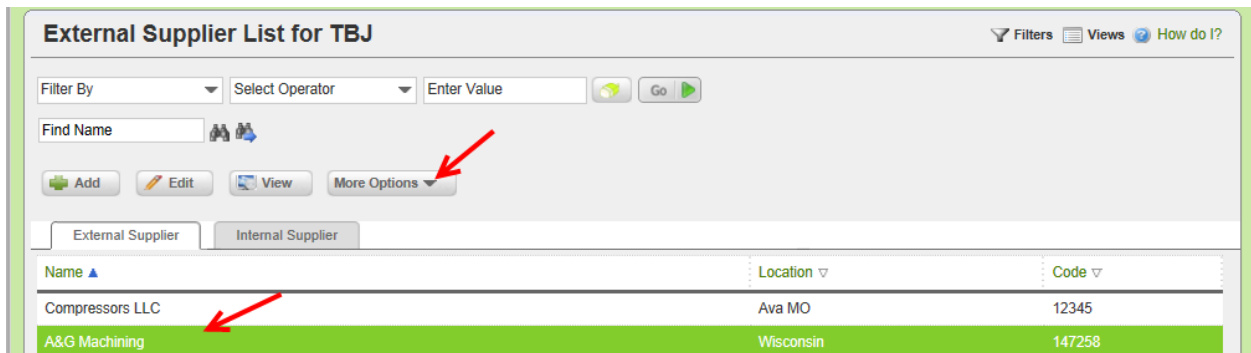 External Supplier List for TBJ
Filters Views How do I?
Filter By Select Operator Enter Value Go
Find Name
Add Edit View More Options
External Supplier Internal Supplier
Name Location Code
Compressors LLC Ava MO 12345
A&G Machining Wisconsin 147258